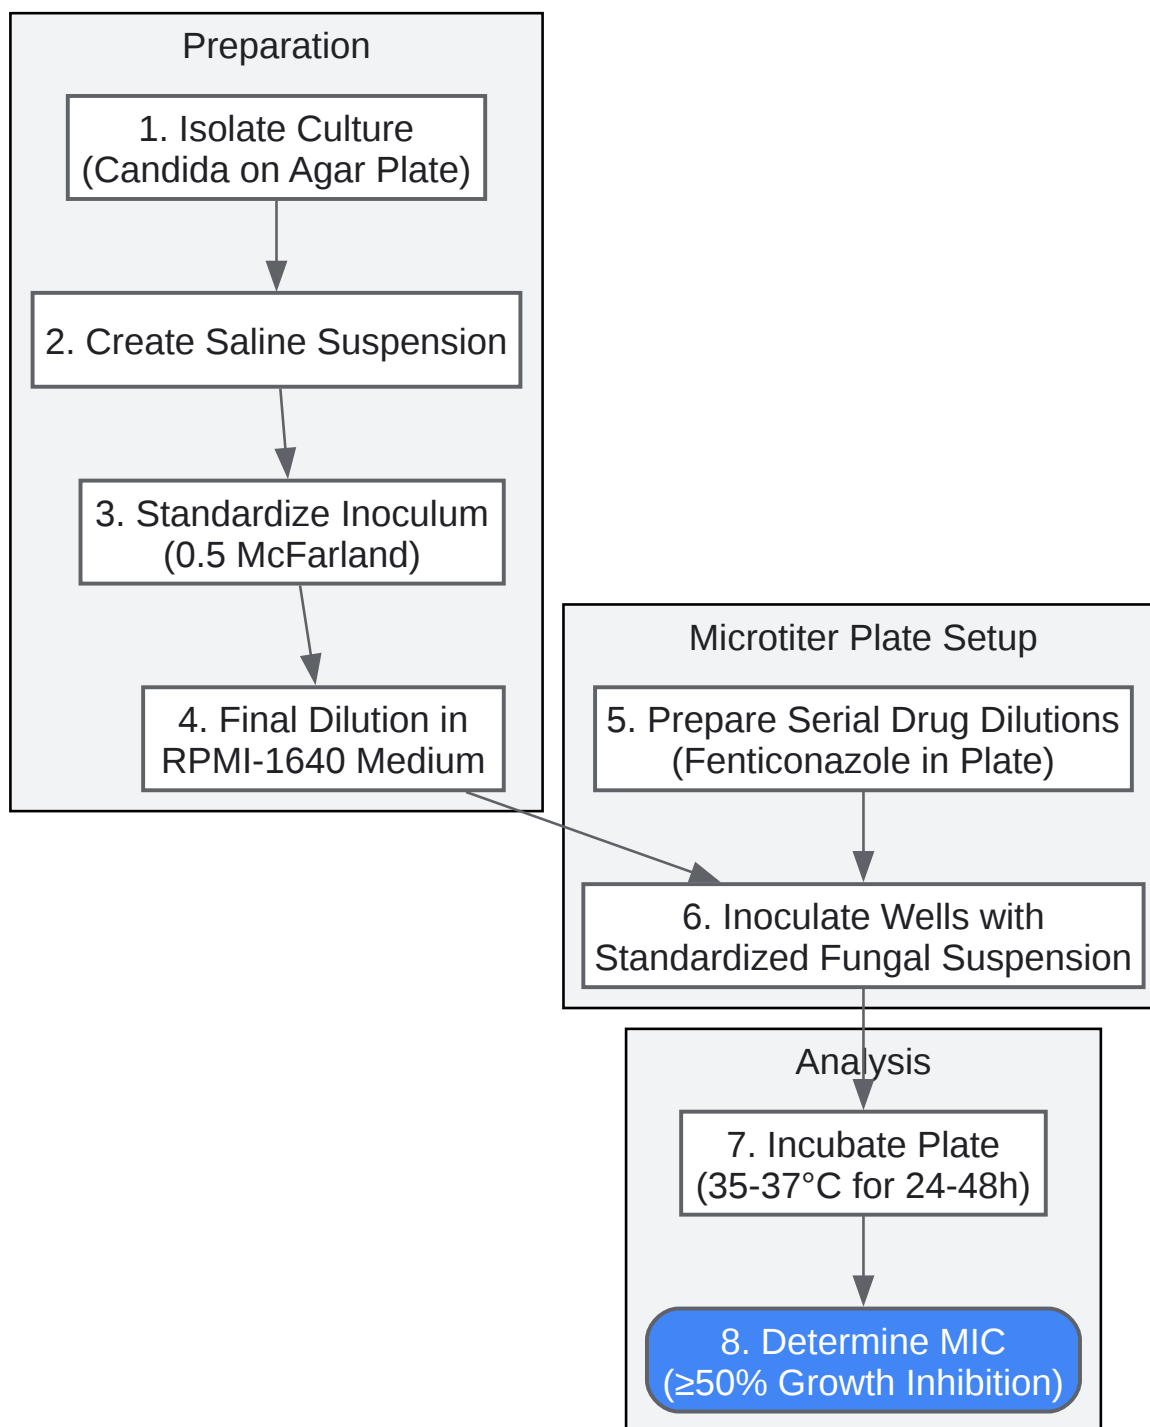 Preparation
1. Isolate Culture
(Candida on Agar Plate)
2. Create Saline Suspension
3. Standardize Inoculum
(0.5 McFarland)
4. Final Dilution in
RPMI-1640 Medium
Microtiter Plate Setup
5. Prepare Serial Drug Dilutions
(Fenticonazole in Plate)
6. Inoculate Wells with
Standardized Fungal Suspension
Analysis
7. Incubate Plate
(35-37°C for 24-48h)
8. Determine MIC
(≥50% Growth Inhibition)